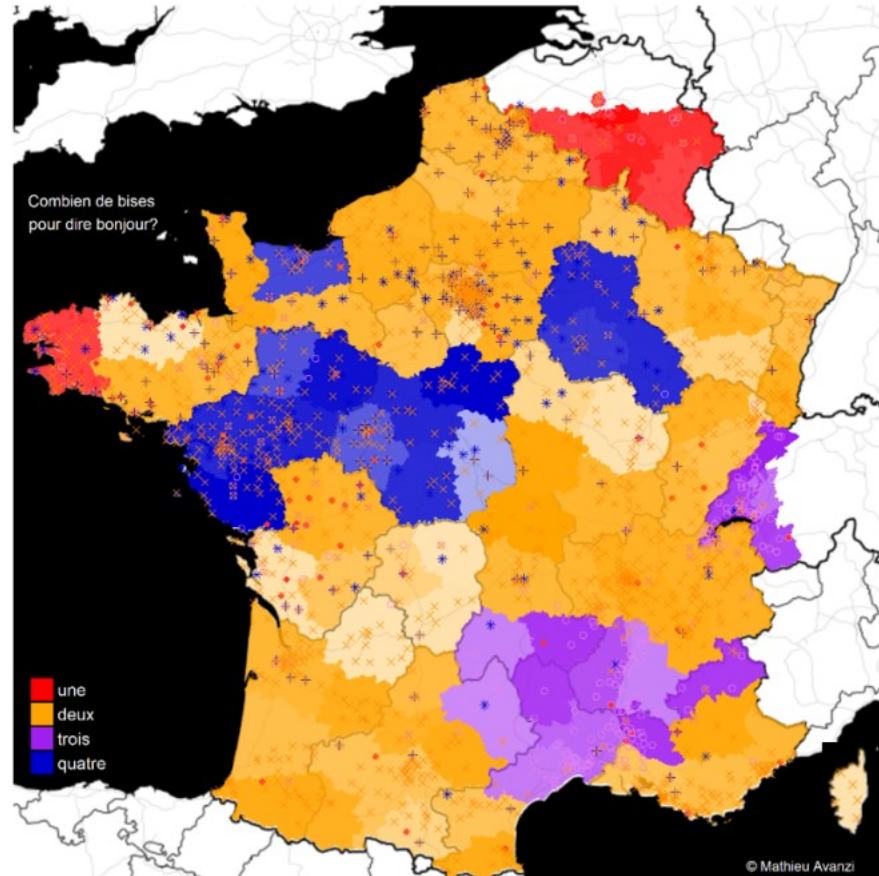 Combien de bises
pour dire bonjour?
une
deux
trois
quatre
© Mathieu Avanzi